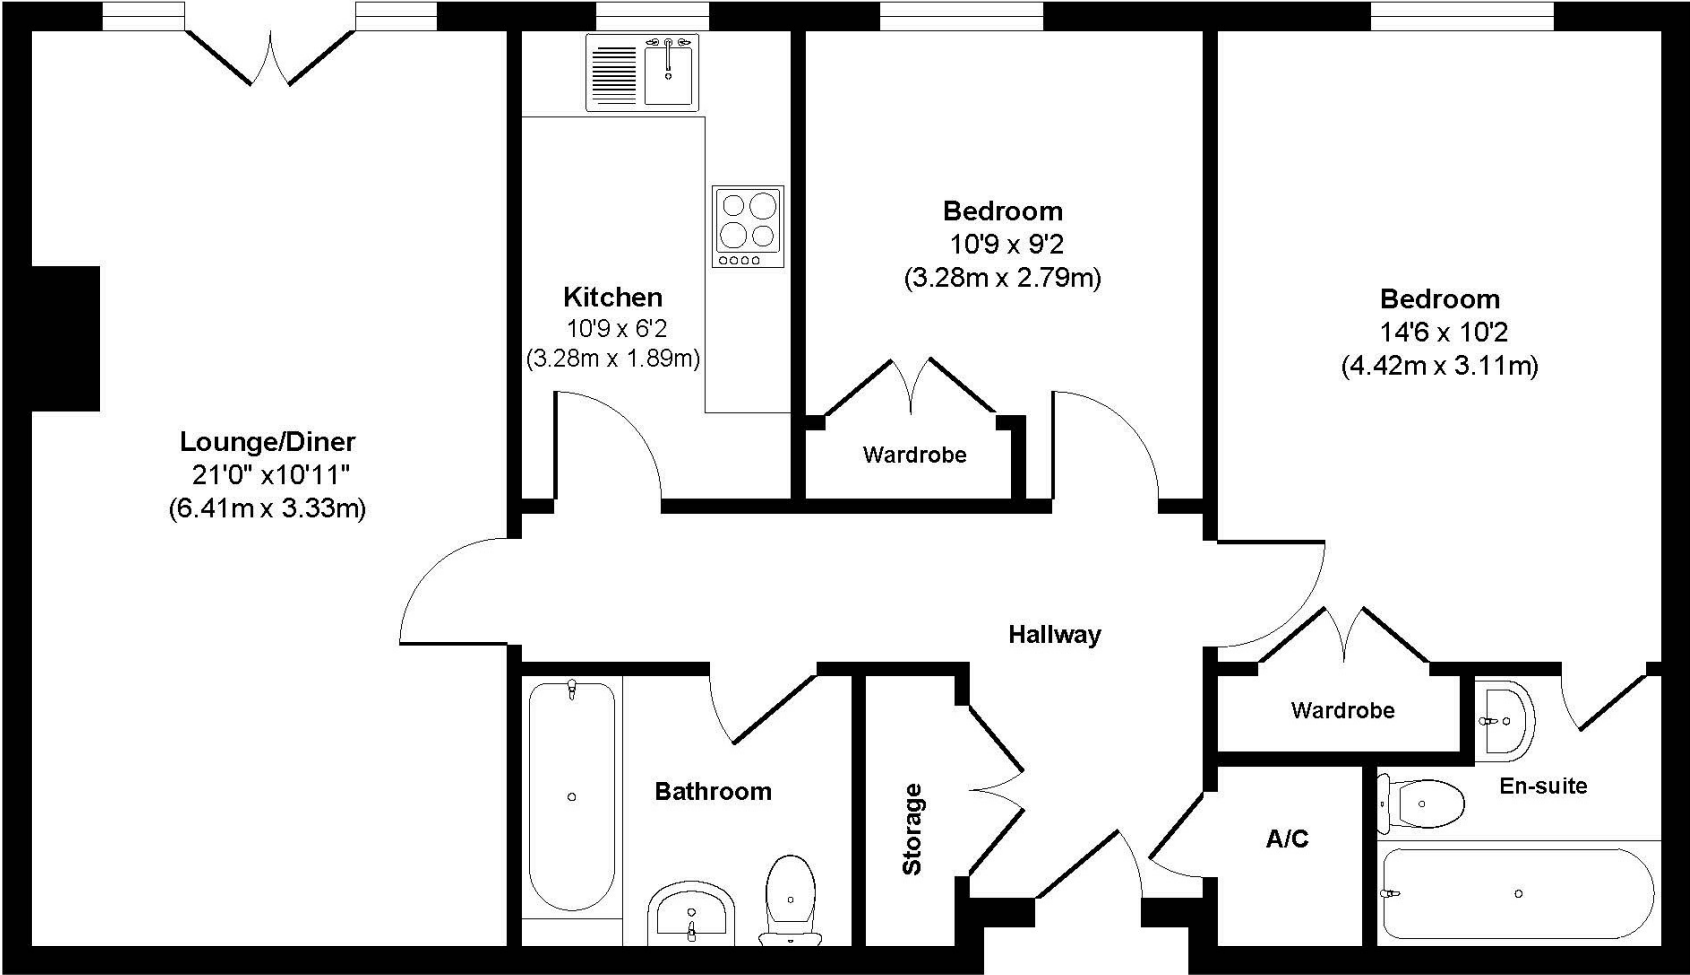 Bedroom
10'9 x 9'2
(3.28m x 2.79m)
Kitchen
10'9 x 6'2
(3.28m x 1.89m)
Bedroom
14'6 x 10'2
(4.42m x 3.11m)
Lounge/Diner
21'0" x10'11"
(6.41m x 3.33m)
Wardrobe
Hallway
Wardrobe
Bathroom
Storage
A/C
En-suite